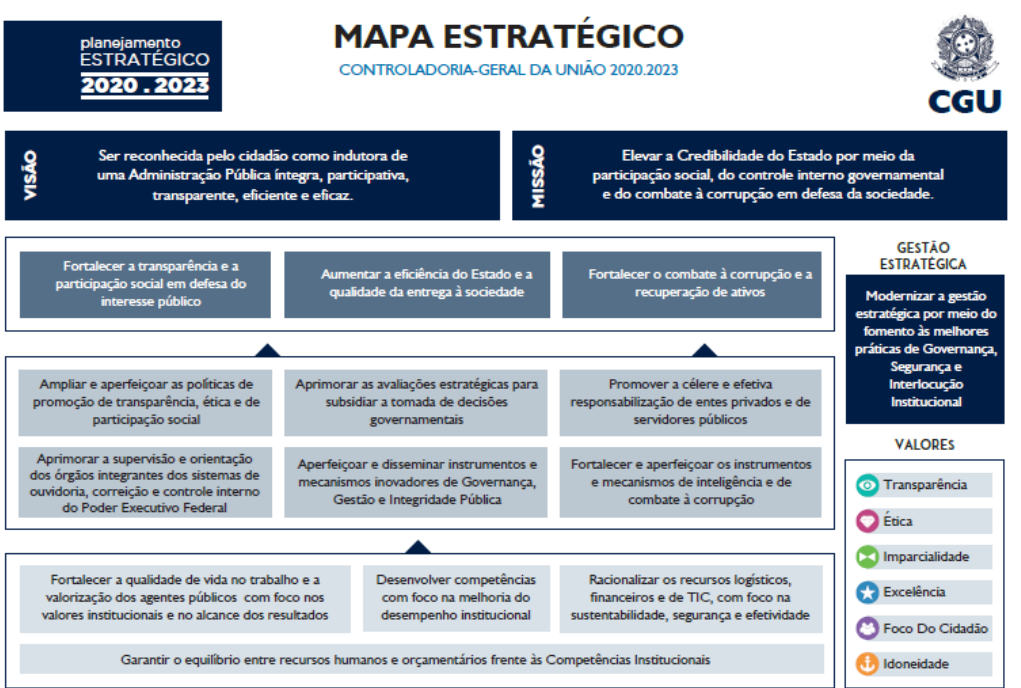 planejamento
ESTRATÉGICO
2020 . 2023
MAPA ESTRATÉGICO
CONTROLADORIA-GERAL DA UNIÃO 2020.2023
CGU
VISÃO
Ser reconhecida pelo cidadão como indutora de
uma Administração Pública íntegra, participativa,
transparente, eficiente e eficaz.
MISSÃO
Elevar a Credibilidade do Estado por meio da
participação social, do controle interno governamental
e do combate à corrupção em defesa da sociedade.
Fortalecer a transparência e a
participação social em defesa do
interesse público
Aumentar a eficiência do Estado e a
qualidade da entrega à sociedade
Fortalecer o combate à corrupção e a
recuperação de ativos
Ampliar e aperfeiçoar as políticas de
promoção de transparência, ética e de
participação social
Aprimorar as avaliações estratégicas para
subsidiar a tomada de decisões
governamentais
Promover a célere e efetiva
responsabilização de entes privados e de
servidores públicos
Aprimorar a supervisão e orientação
dos órgãos integrantes dos sistemas de
ouvidoria, correição e controle interno
do Poder Executivo Federal
Aperfeiçoar e disseminar instrumentos e
mecanismos inovadores de Governança,
Gestão e Integridade Pública
Fortalecer e aperfeiçoar os instrumentos
e mecanismos de inteligência e de
combate à corrupção
Fortalecer a qualidade de vida no trabalho e a
valorização dos agentes públicos com foco nos
valores institucionais e no alcance dos resultados
Desenvolver competências
com foco na melhoria do
desempenho institucional
Racionalizar os recursos logísticos,
financeiros e de TIC, com foco na
sustentabilidade, segurança e efetividade
Garantir o equilíbrio entre recursos humanos e orçamentários frente às Competências Institucionais
GESTÃO
ESTRATÉGICA
Modernizar a gestão
estratégica por meio do
fomento às melhores
práticas de Governança,
Segurança e
Interlocução
Institucional
VALORES
Transparência
Ética
Imparcialidade
Excelência
Foco Do Cidadão
Idoneidade